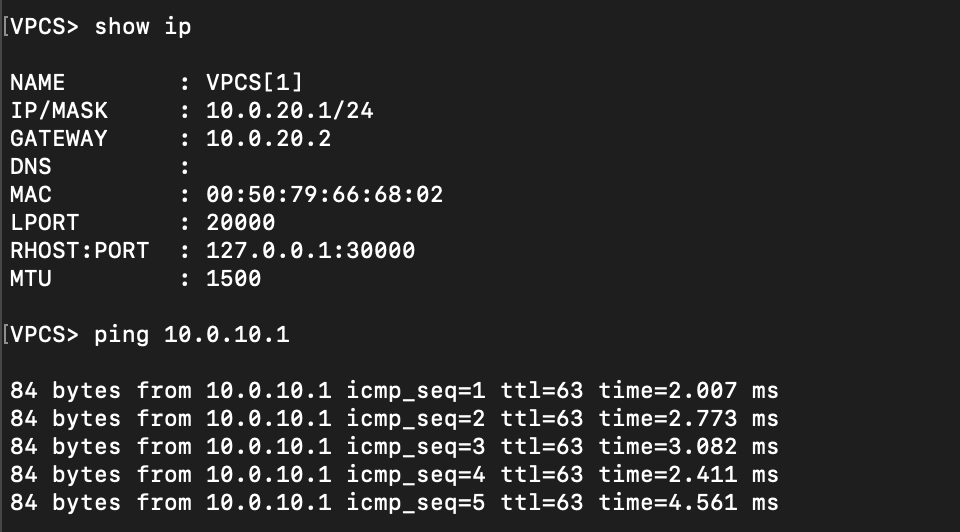 [VPCS> show ip
NAME        : VPCS[1]
IP/MASK     : 10.0.20.1/24
GATEWAY     : 10.0.20.2
DNS         :
MAC         : 00:50:79:66:68:02
LPORT       : 20000
RHOST:PORT  : 127.0.0.1:30000
MTU         : 1500
[VPCS> ping 10.0.10.1
84 bytes from 10.0.10.1 icmp_seq=1 ttl=63 time=2.007 ms
84 bytes from 10.0.10.1 icmp_seq=2 ttl=63 time=2.773 ms
84 bytes from 10.0.10.1 icmp_seq=3 ttl=63 time=3.082 ms
84 bytes from 10.0.10.1 icmp_seq=4 ttl=63 time=2.411 ms
84 bytes from 10.0.10.1 icmp_seq=5 ttl=63 time=4.561 ms